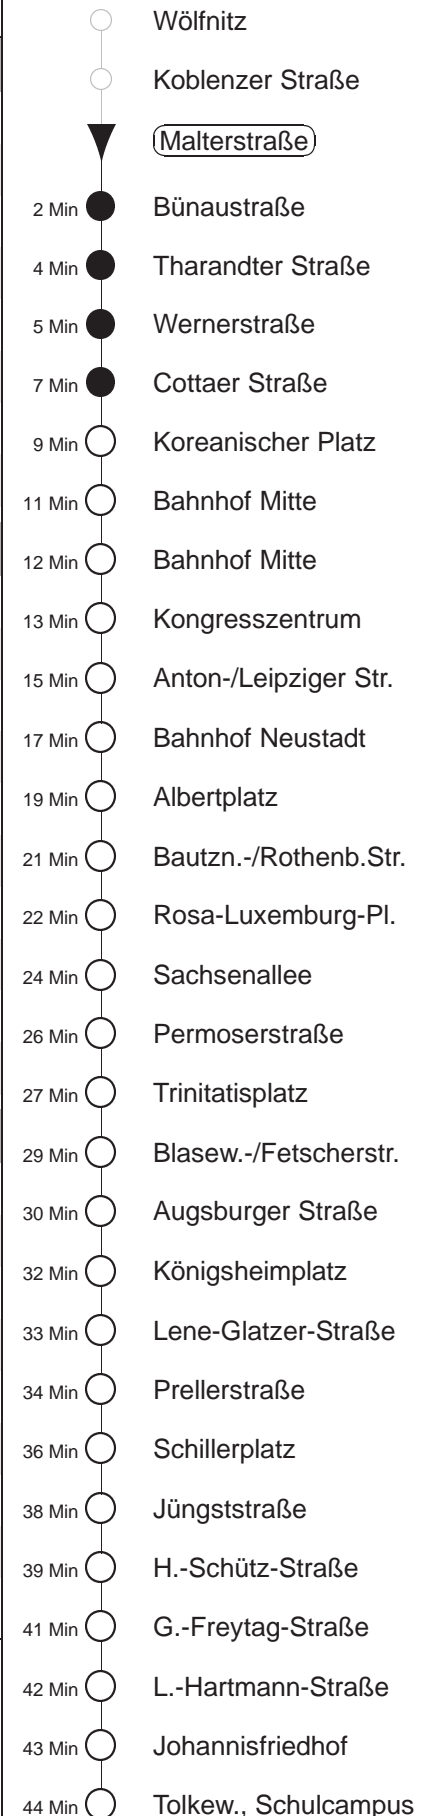 Wölfnitz
Koblenzer Straße
Malterstraße
2 Min Bünaustraße
4 Min Tharandter Straße
5 Min Wernerstraße
7 Min Cottaer Straße
9 Min Koreanischer Platz
11 Min Bahnhof Mitte
12 Min Bahnhof Mitte
13 Min Kongresszentrum
15 Min Anton-/Leipziger Str.
17 Min Bahnhof Neustadt
19 Min Albertplatz
21 Min Bautzn.-/Rothenb.Str.
22 Min Rosa-Luxemburg-Pl.
24 Min Sachsenallee
26 Min Permoserstraße
27 Min Trinitatisplatz
29 Min Blasew.-/Fetscherstr.
30 Min Augsburger Straße
32 Min Königsheimplatz
33 Min Lene-Glatzer-Straße
34 Min Prellerstraße
36 Min Schillerplatz
38 Min Jüngststraße
39 Min H.-Schütz-Straße
41 Min G.-Freytag-Straße
42 Min L.-Hartmann-Straße
43 Min Johannisfriedhof
44 Min Tolkew., Schulcampus